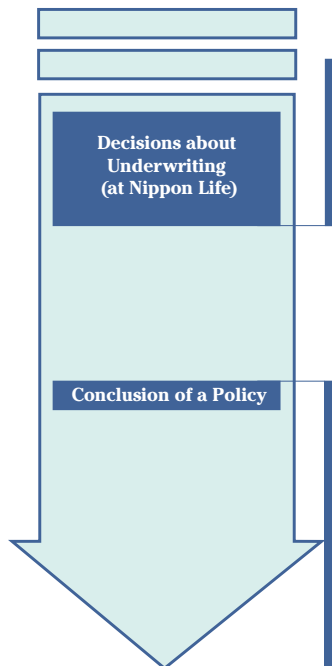 Decisions about
Underwriting
(at Nippon Life)
Conclusion of a Policy